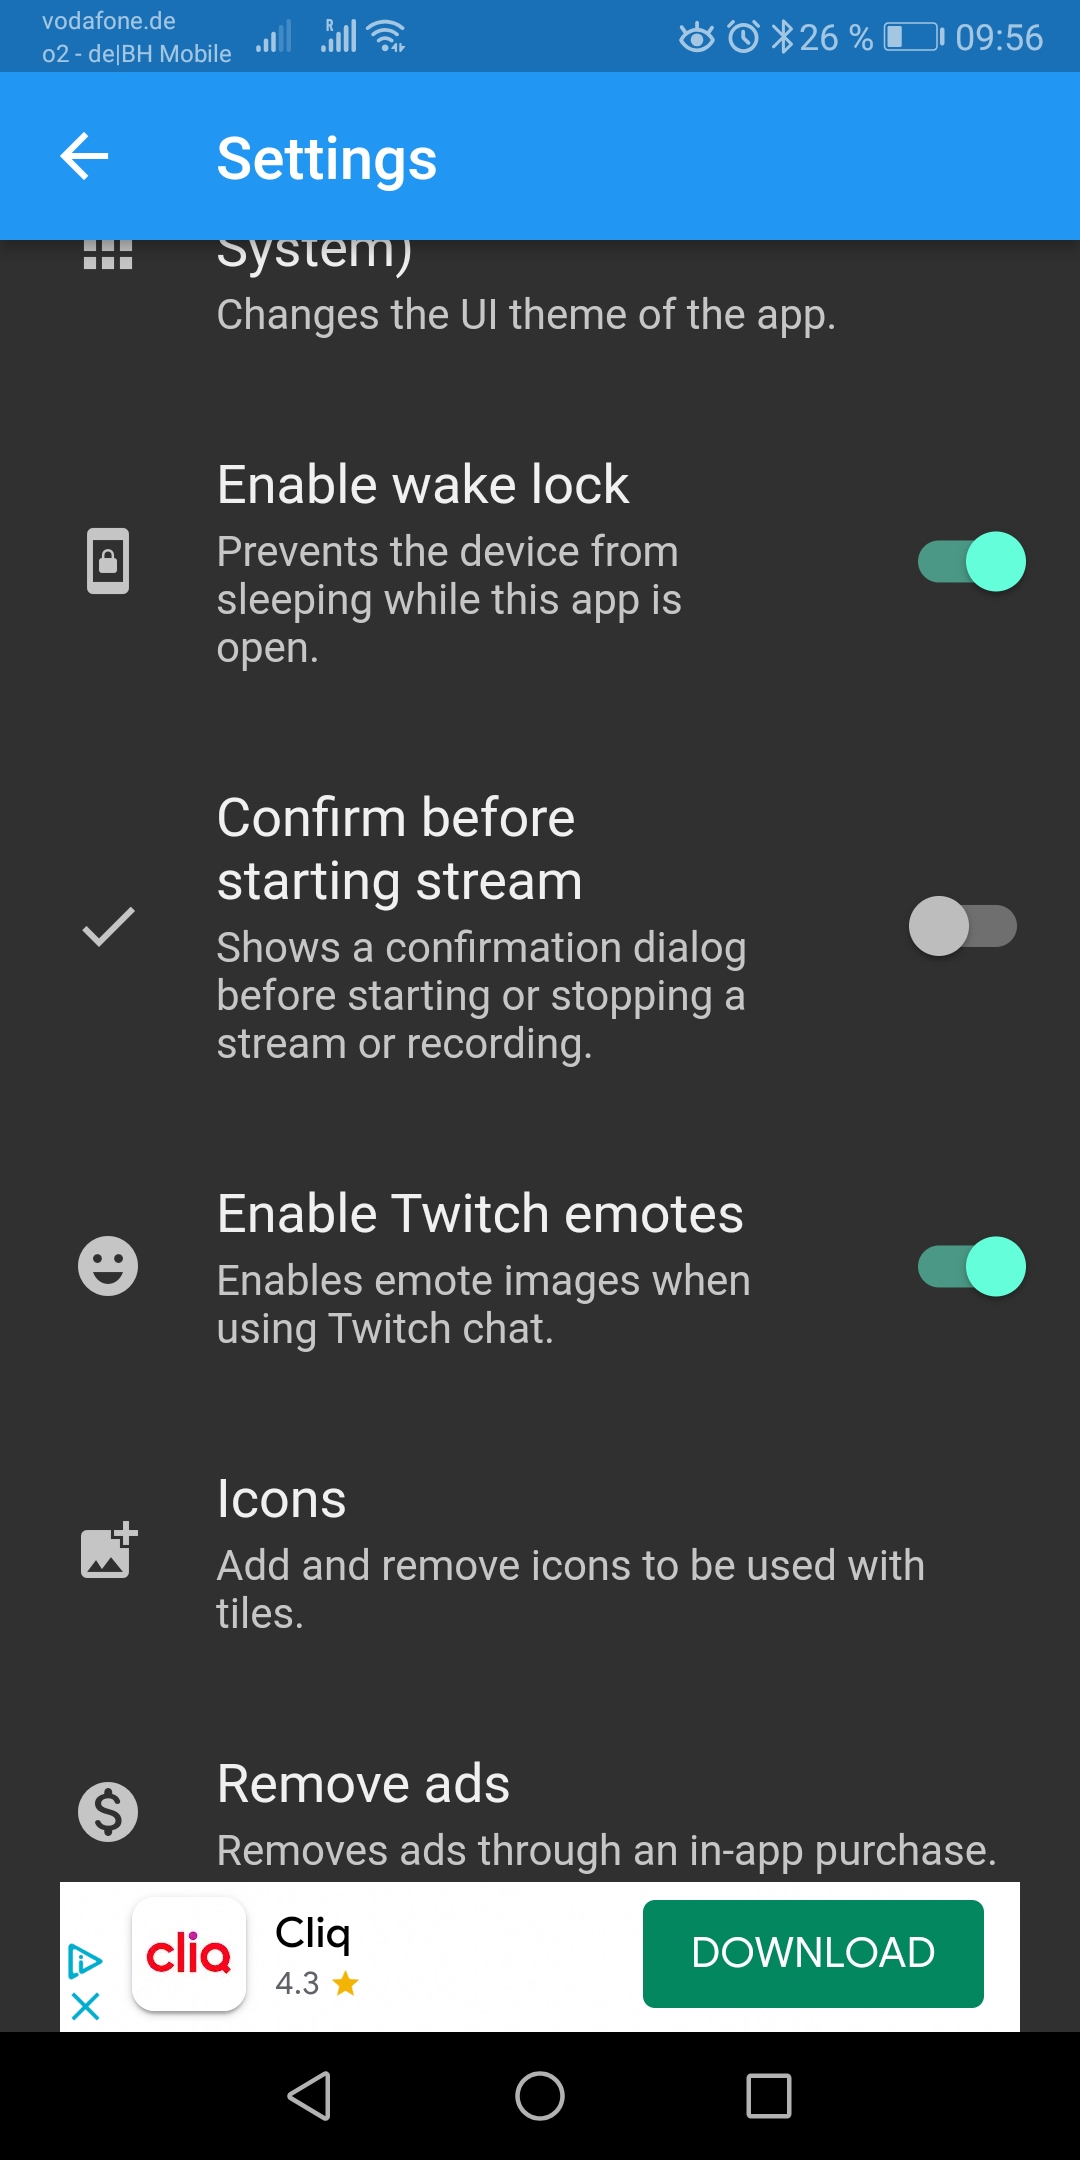 vodafone.de
o2 - de|BH Mobile
R
26 %
09:56
Settings
System)
Changes the UI theme of the app.
Enable wake lock
Prevents the device from
sleeping while this app is
open.
Confirm before
starting stream
Shows a confirmation dialog
before starting or stopping a
stream or recording.
Enable Twitch emotes
Enables emote images when
using Twitch chat.
Icons
Add and remove icons to be used with
tiles.
Remove ads
Removes ads through an in-app purchase.
cliq
Cliq
4.3
DOWNLOAD